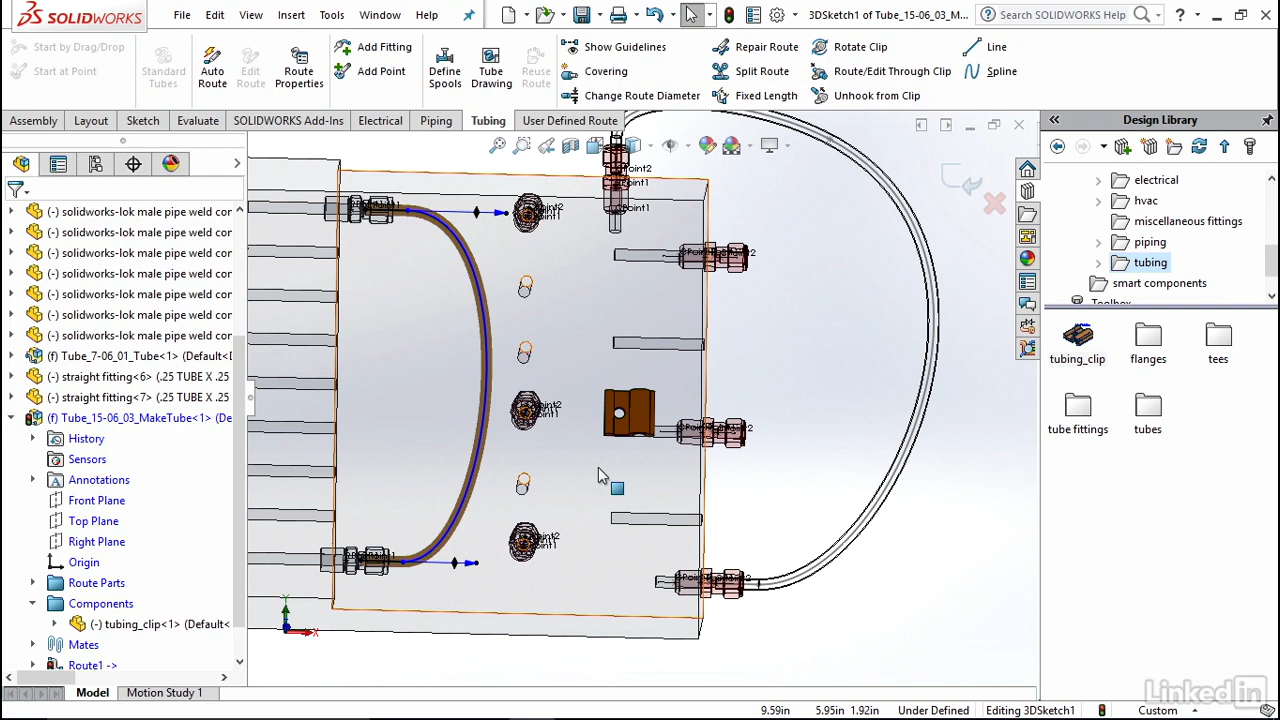 SOLIDWORKS File Edit View Insert Tools Window Help
3DSketch1 of Tube_15-06_03_M...
Search SOLIDWORKS Help
Start by Drag/Drop
Start at Point
Standard Tubes
Auto Route
Edit Route
Route Properties
Add Fitting
Add Point
Define Spools
Tube Drawing
Reuse Route
Show Guidelines
Covering
Change Route Diameter
Repair Route
Split Route
Fixed Length
Rotate Clip
Route/Edit Through Clip
Unhook from Clip
Line
Spline
Assembly Layout Sketch Evaluate SOLIDWORKS Add-Ins Electrical Piping Tubing User Defined Route
(-) solidworks-lok male pipe weld cor
(-) solidworks-lok male pipe weld cor
(-) solidworks-lok male pipe weld cor
(-) solidworks-lok male pipe weld cor
(-) solidworks-lok male pipe weld cor
(-) solidworks-lok male pipe weld cor
(-) solidworks-lok male pipe weld cor
(f) Tube_7-06_01_Tube<1> (Default<
(-) straight fitting<6> (.25 TUBE X .25
(-) straight fitting<7> (.25 TUBE X .25
(f) Tube_15-06_03_MakeTube<1> (De
History
Sensors
Annotations
Front Plane
Top Plane
Right Plane
Origin
Route Parts
Components
(-) tubing_clip<1> (Default<
Mates
Route1 ->
Y
X
Design Library
electrical
hvac
miscellaneous fittings
piping
tubing
smart components
Toolbox
tubing_clip
flanges
tees
tube fittings
tubes
Model Motion Study 1
9.59in 5.95in 1.92in Under Defined Editing 3DSketch1 Custom
LinkedIn